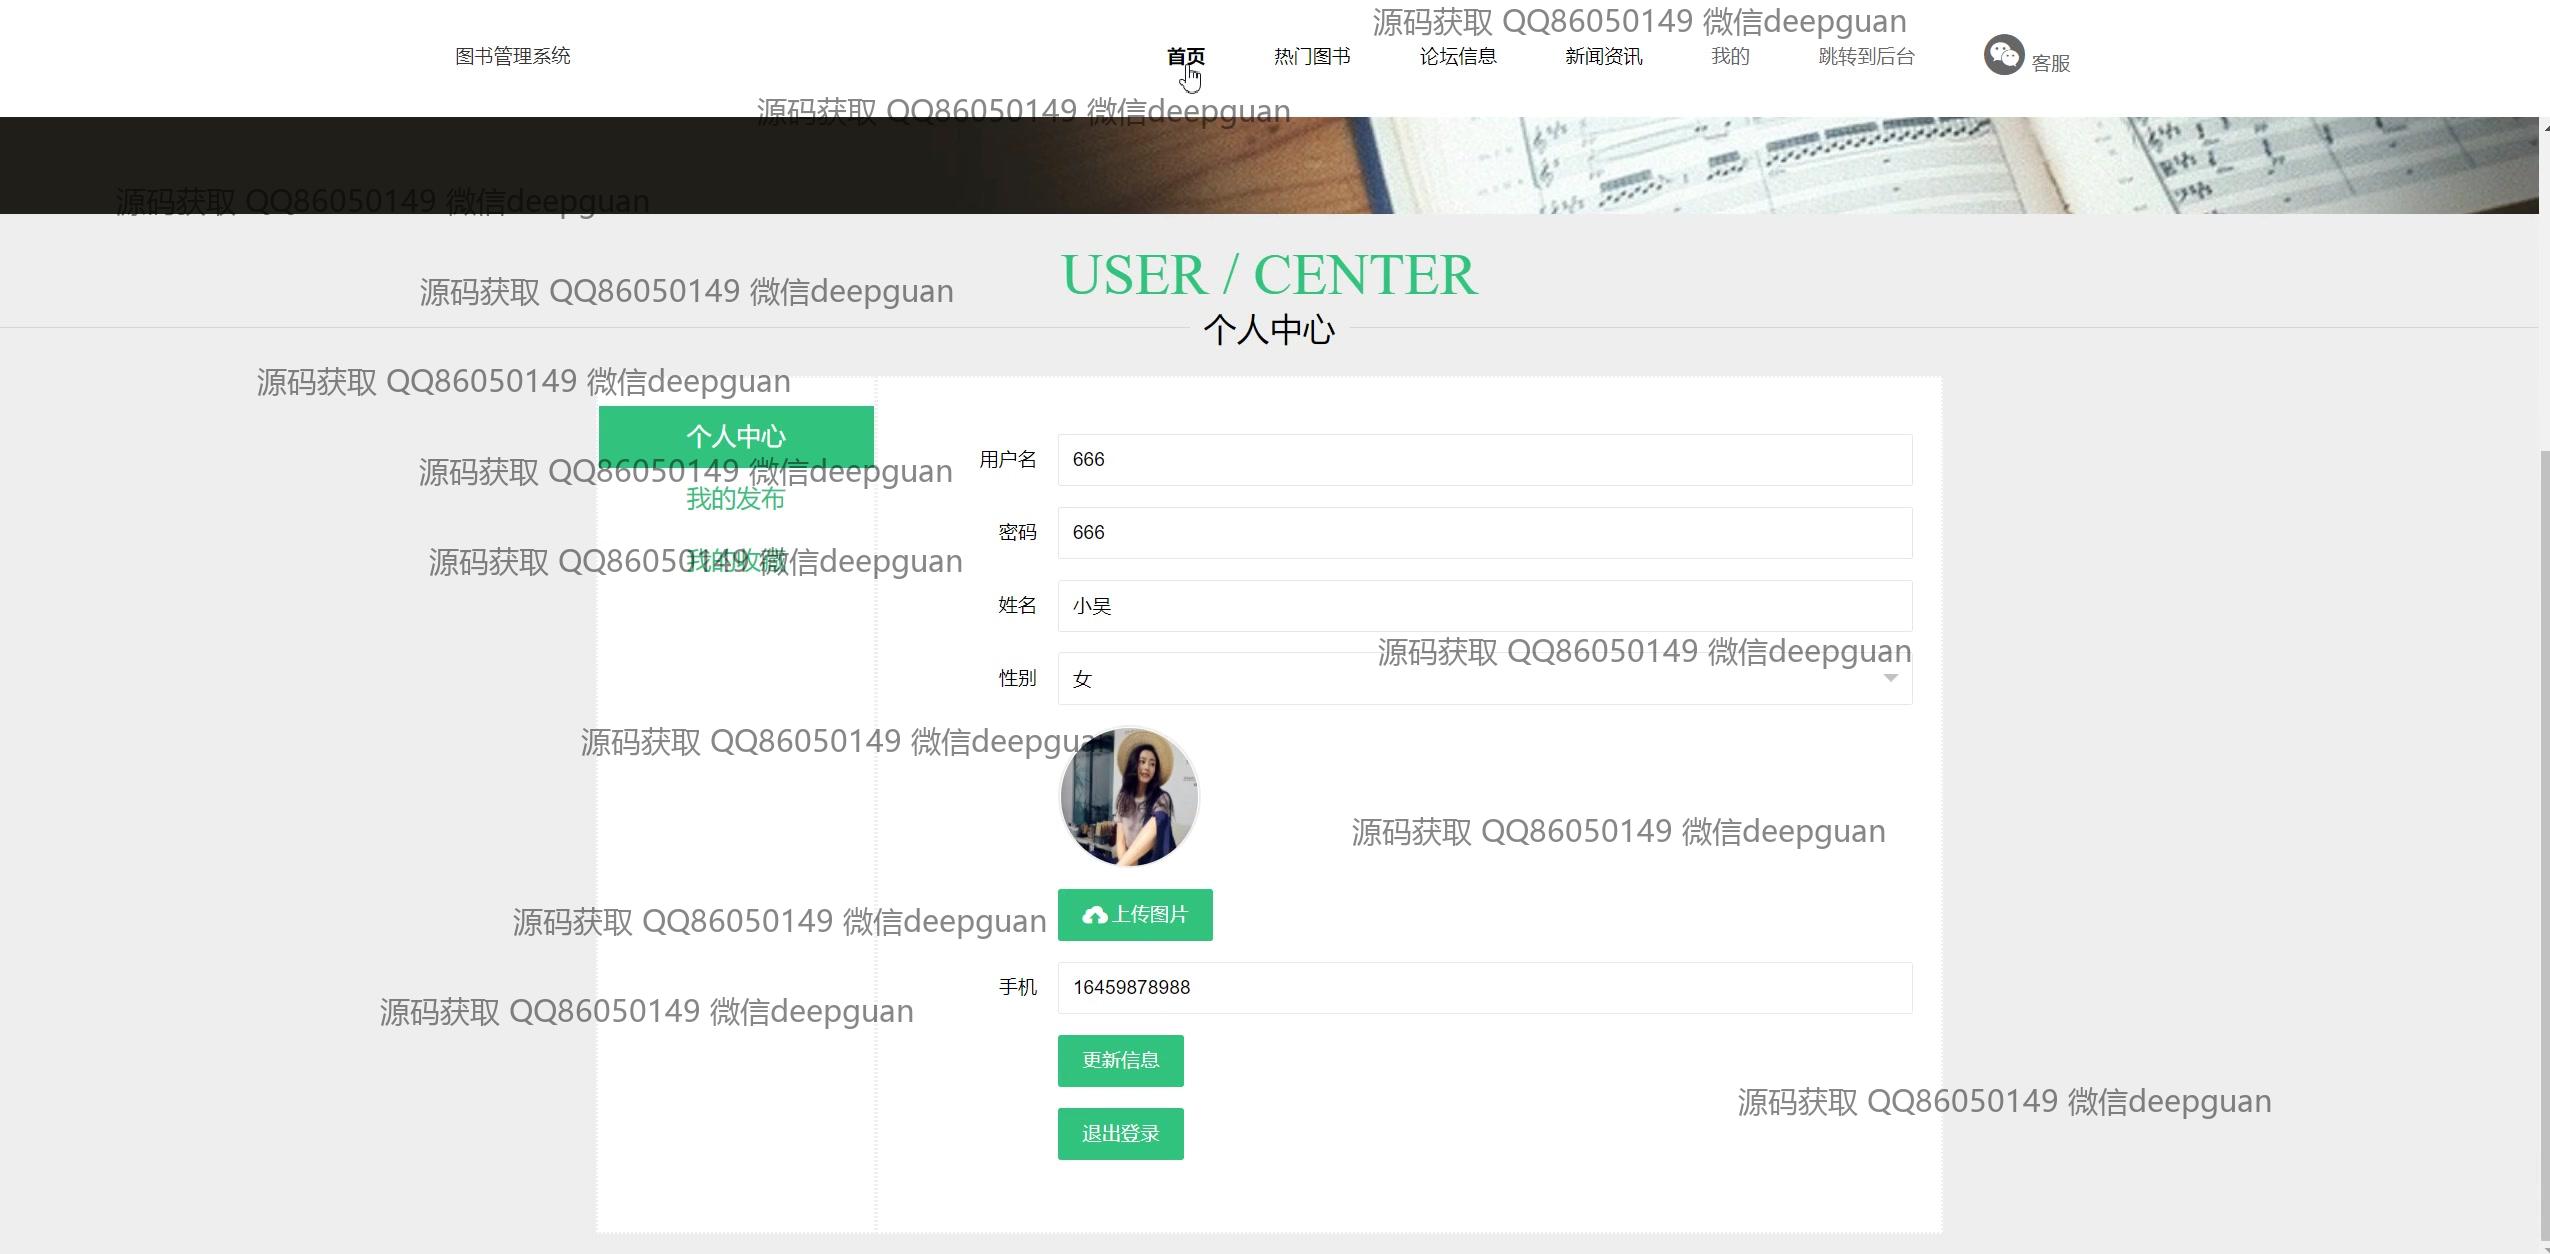 源码获取 QQ86050149 微信deepguan
图书管理系统 首页 热门图书 论坛信息 新闻资讯 我的 跳转到后台 客服
源码获取 QQ86050149 微信deepguan
源码获取 QQ86050149 微信deepguan
USER / CENTER
源码获取 QQ86050149 微信deepguan
个人中心
源码获取 QQ86050149 微信deepguan
个人中心
用户名 666
源码获取 QQ86050149 微信deepguan
我的发布
密码 666
我的收藏
源码获取 QQ86050149 微信deepguan
姓名 小吴
源码获取 QQ86050149 微信deepguan
性别 女
源码获取 QQ86050149 微信deepguan
源码获取 QQ86050149 微信deepguan
上传图片
源码获取 QQ86050149 微信deepguan
手机 16459878988
源码获取 QQ86050149 微信deepguan
更新信息
源码获取 QQ86050149 微信deepguan
退出登录